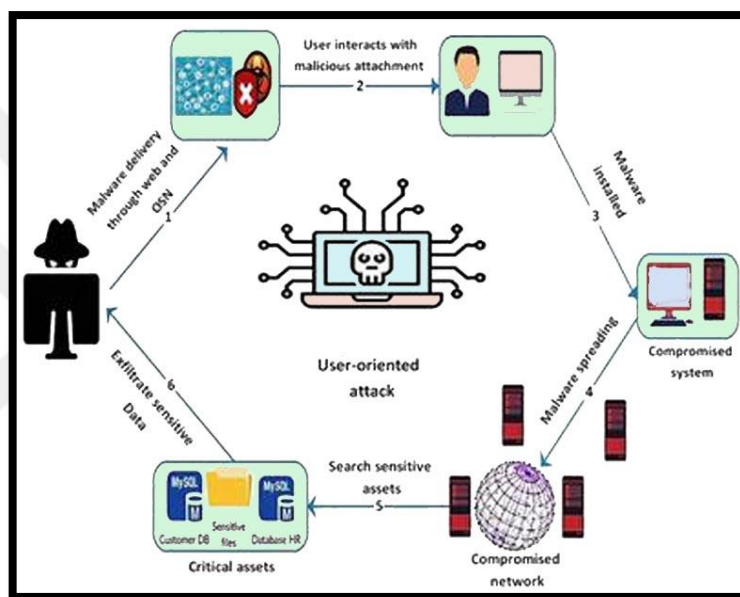 User interacts with
malicious attachment
2
Malware delivery
through web and
OSN
1
Malware
installed
3
Compromised
system
Malware spreading
4
User-oriented
attack
Exfiltrate sensitive
Data
6
Search sensitive
assets
5
MySQL
Customer DB
Sensitive
files
MySQL
Database HR
Critical assets
Compromised
network